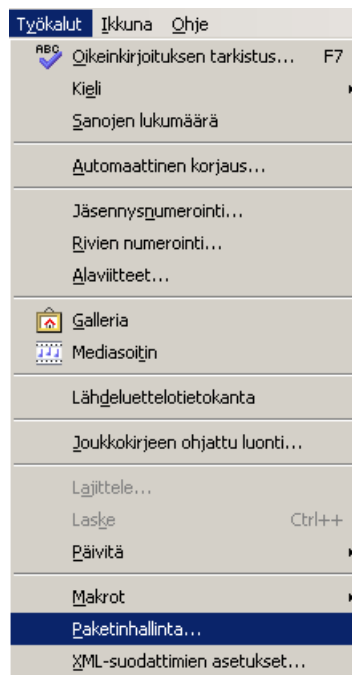 Työkalut Ikkuna Ohje
ABC Oikeinkirjoituksen tarkistus... F7
Kieli
Sanojen lukumäärä
Automaattinen korjaus...
Jäsennysnumerointi...
Rivien numerointi...
Alaviitteet...
Galleria
Mediasoitin
Lähdeluettelotietokanta
Joukkokirjeen ohjattu luonti...
Lajittele...
Laske Ctrl++
Päivitä
Makrot
Paketinhallinta...
XML-suodattimien asetukset...